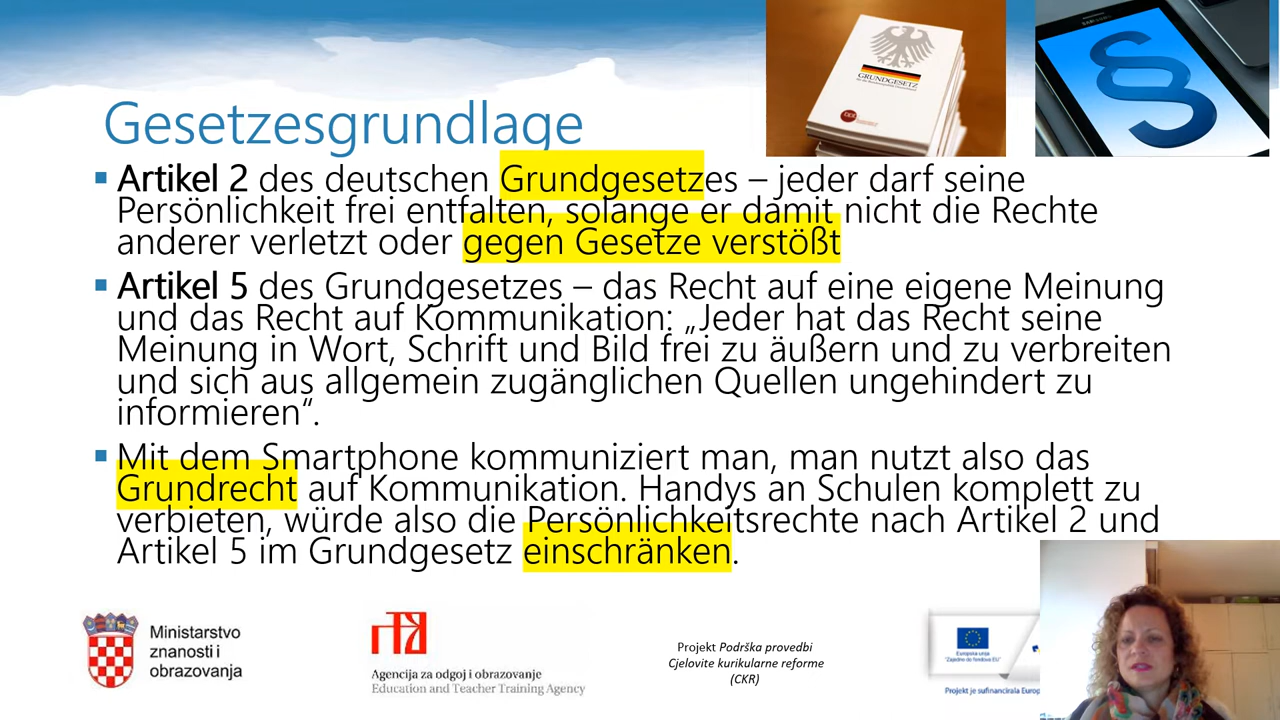 GRUNDGESETZ
§
Gesetzesgrundlage
▪ Artikel 2 des deutschen Grundgesetzes – jeder darf seine
Persönlichkeit frei entfalten, solange er damit nicht die Rechte
anderer verletzt oder gegen Gesetze verstößt
▪ Artikel 5 des Grundgesetzes – das Recht auf eine eigene Meinung
und das Recht auf Kommunikation: „Jeder hat das Recht seine
Meinung in Wort, Schrift und Bild frei zu äußern und zu verbreiten
und sich aus allgemein zugänglichen Quellen ungehindert zu
informieren“.
▪ Mit dem Smartphone kommuniziert man, man nutzt also das
Grundrecht auf Kommunikation. Handys an Schulen komplett zu
verbieten, würde also die Persönlichkeitsrechte nach Artikel 2 und
Artikel 5 im Grundgesetz einschränken.
Ministarstvo
znanosti i
obrazovanja
Agencija za odgoj i obrazovanje
Education and Teacher Training Agency
Projekt Podrška provedbi
Cjelovite kurikularne reforme
(CKR)
Europska unija
"Zajedno do fondova EU"
Projekt je sufinancirala